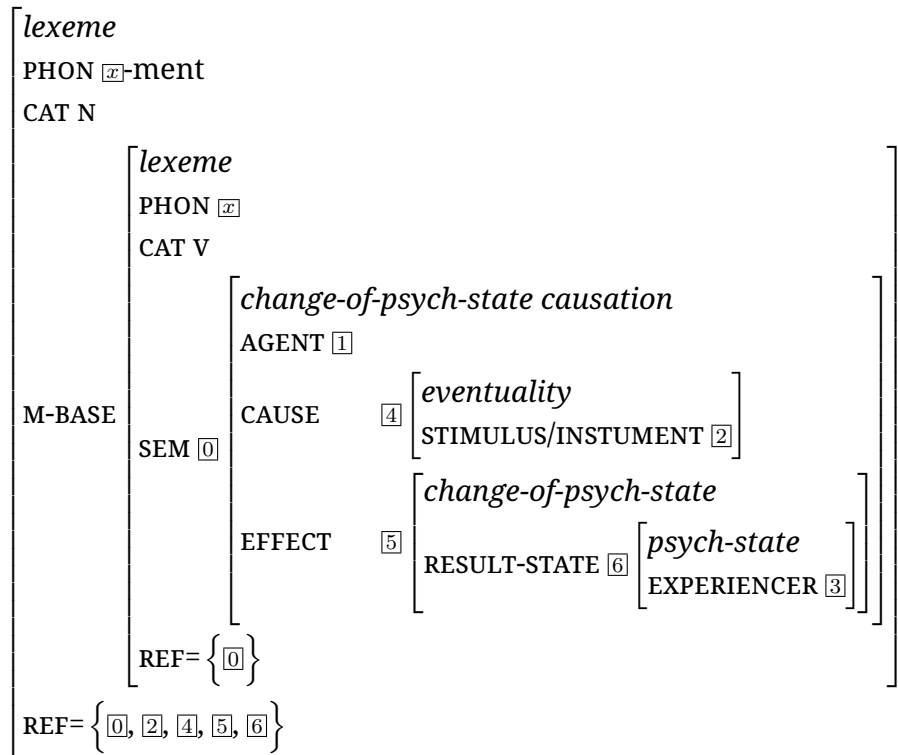 lexeme
PHON x-ment
CAT N
lexeme
PHON x
CAT V
change-of-psych-state causation
AGENT 1
M-BASE
SEM 0
CAUSE 4
eventuality
STIMULUS/INSTUMENT 2
EFFECT 5
change-of-psych-state
RESULT-STATE 6
psych-state
EXPERIENCER 3
REF= {0}
REF= {0, 2, 4, 5, 6}